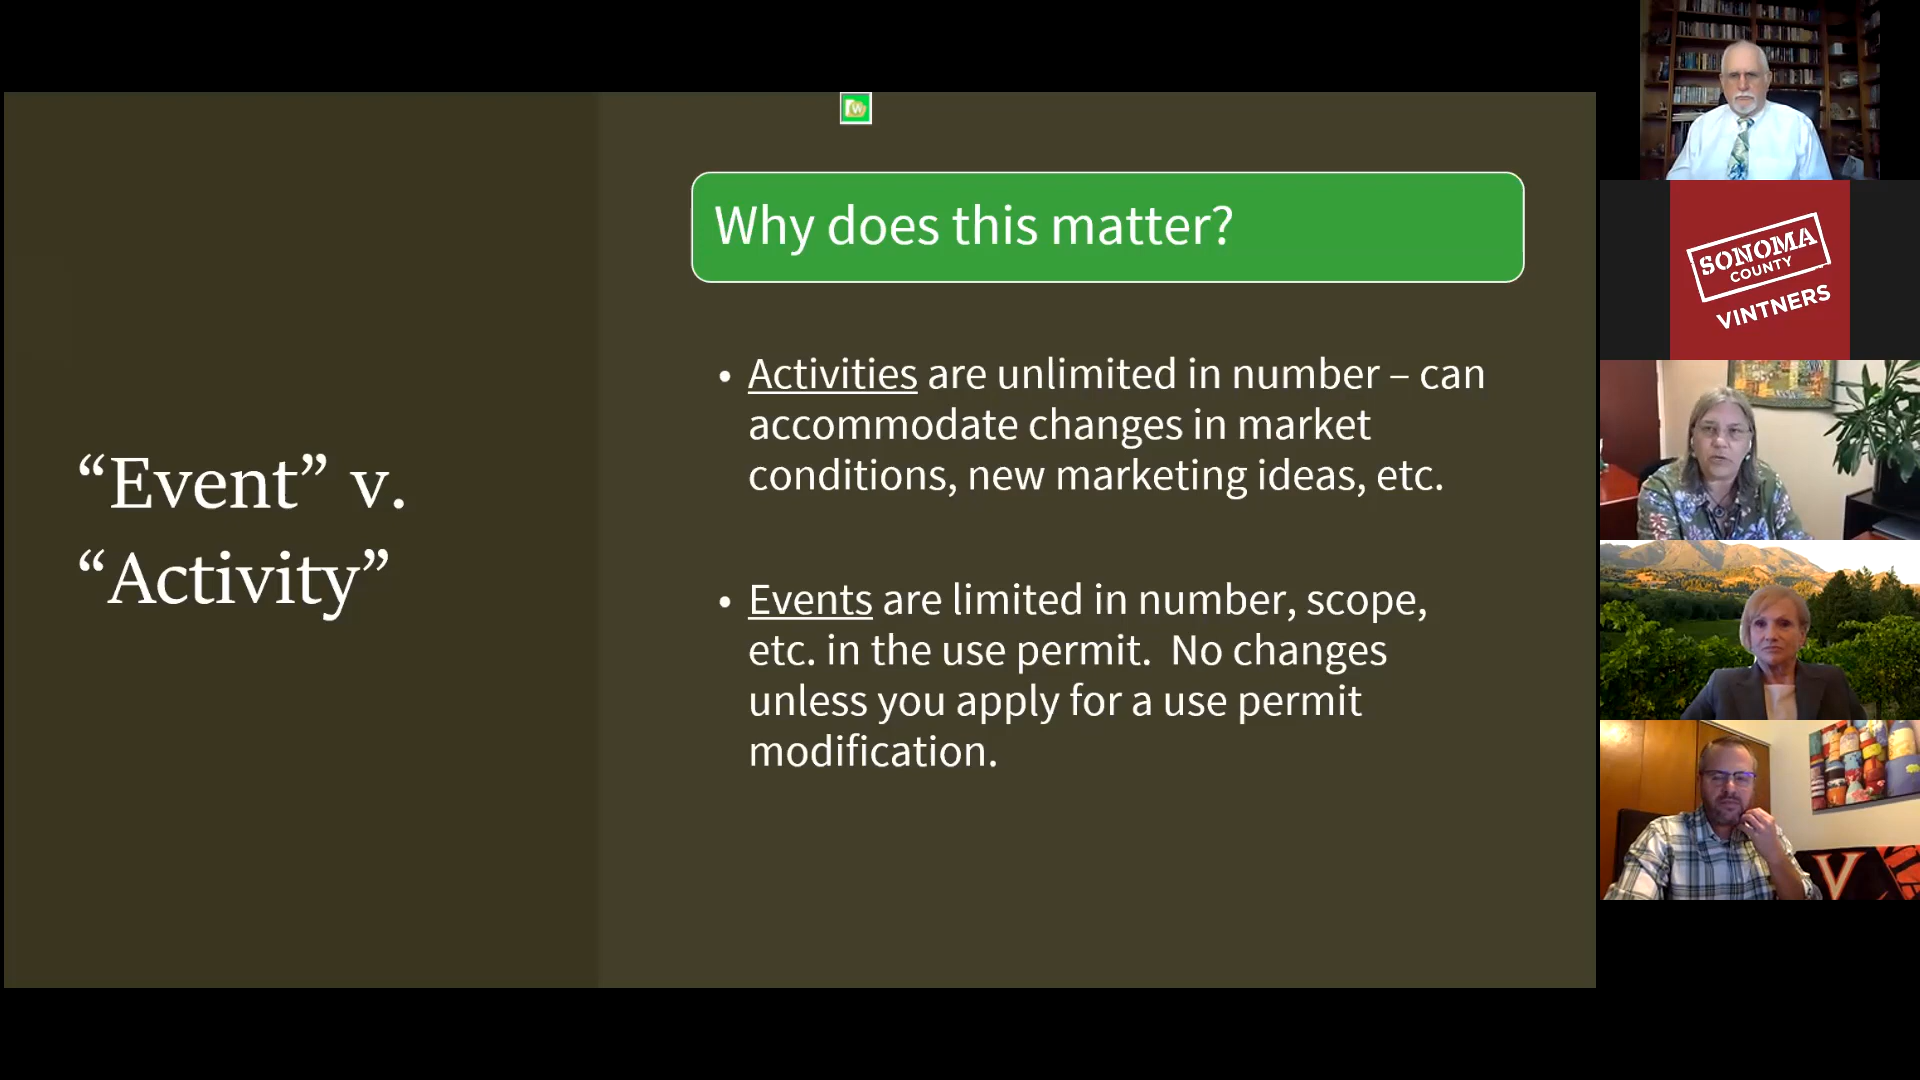 “Event” v.
“Activity”
Why does this matter?
• Activities are unlimited in number – can
accommodate changes in market
conditions, new marketing ideas, etc.
• Events are limited in number, scope,
etc. in the use permit.  No changes
unless you apply for a use permit
modification.
SONOMA
COUNTY
VINTNERS
V